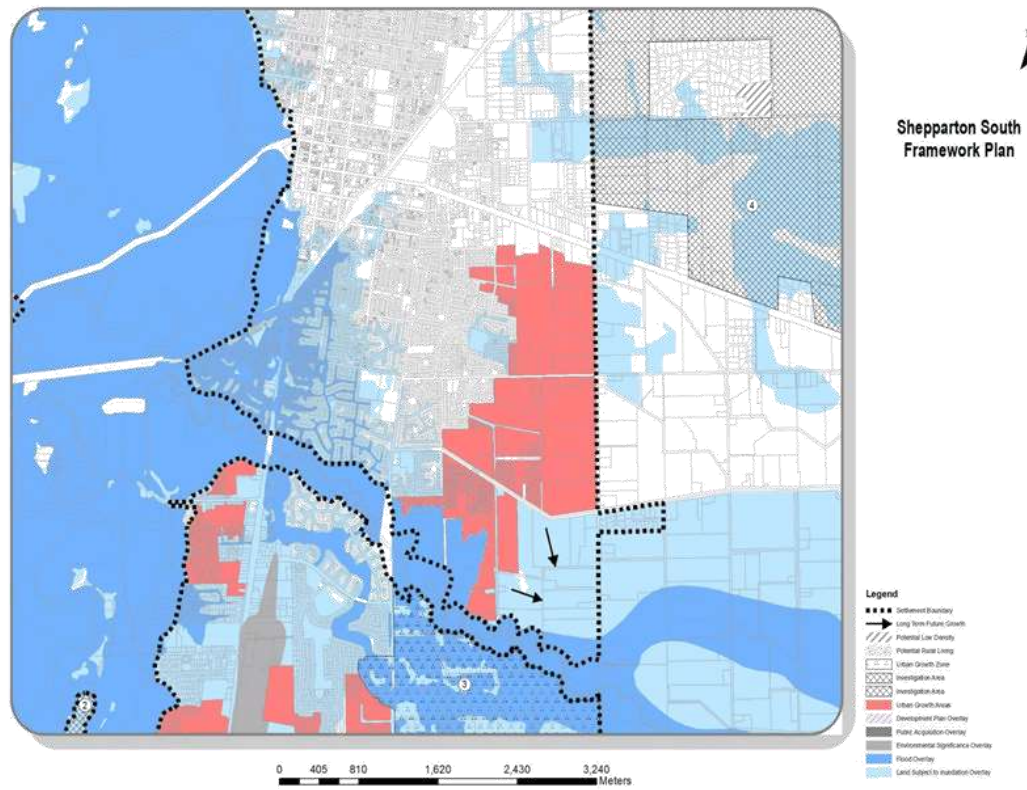 Shepparton South
Framework Plan
4
3
2
Legend
Settlement Boundary
Long Term Future Growth
Potential Low Density
Potential Rural Living
Urban Growth Zone
Investigation Area
Investigation Area
Urban Growth Areas
Development Plan Overlay
Public Acquisition Overlay
Environmental Significance Overlay
Flood Overlay
Land Subject to Inundation Overlay
0 405 810 1,620 2,430 3,240
Meters